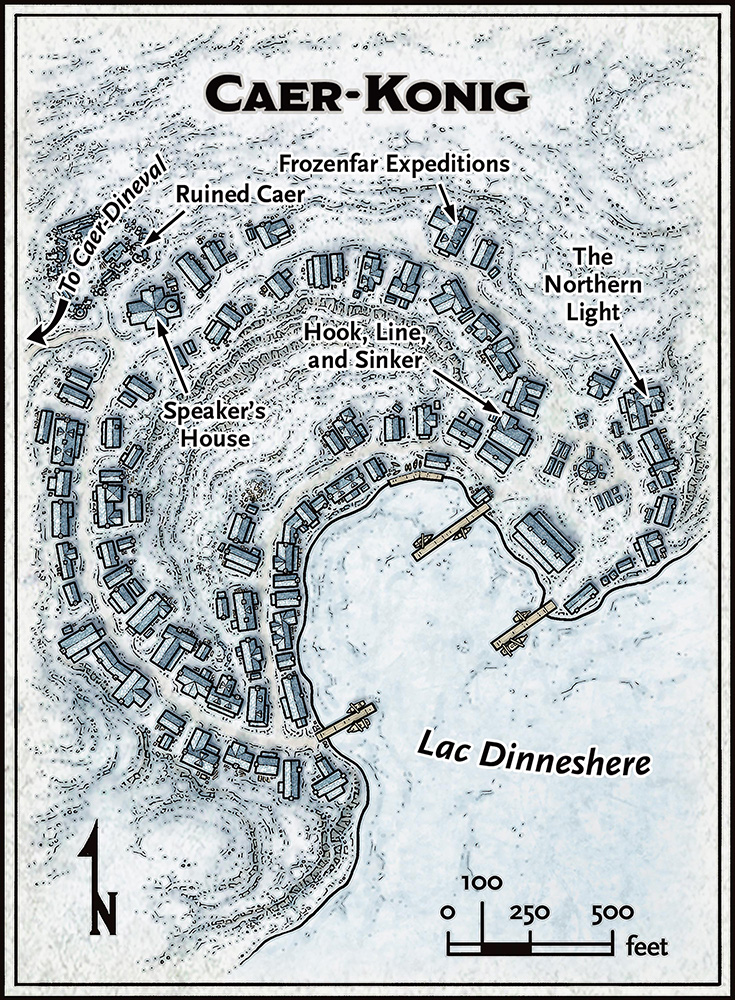 CAER-KONIG
Frozenfar Expeditions
To Caer-Dineval
Ruined Caer
The
Northern
Light
Hook, Line,
and Sinker
Speaker's
House
Lac Dinneshere
N
100
0 250 500
feet